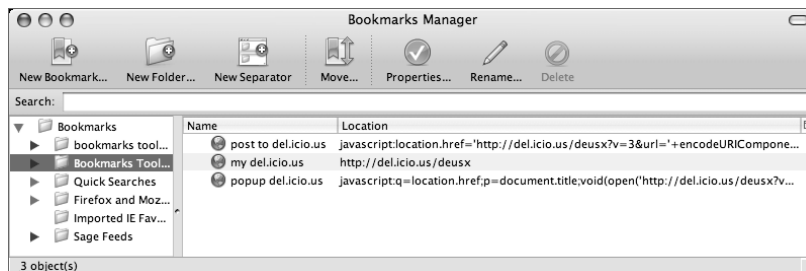 Bookmarks Manager
New Bookmark... New Folder... New Separator Move... Properties... Rename... Delete
Search:
Bookmarks
bookmarks tool...
Bookmarks Tool...
Quick Searches
Firefox and Moz...
Imported IE Fav...
Sage Feeds
Name Location
post to del.icio.us javascript:location.href='http://del.icio.us/deusx?v=3&url='+encodeURICompone...
my del.icio.us http://del.icio.us/deusx
popup del.icio.us javascript:q=location.href;p=document.title;void(open('http://del.icio.us/deusx?v...
3 object(s)